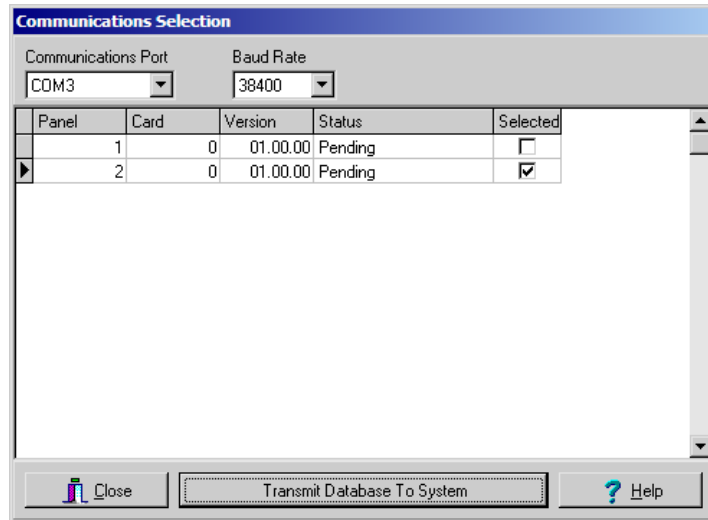 Communications Selection
Communications Port Baud Rate
COM3 38400
Panel Card Version Status Selected
1 0 01.00.00 Pending
2 0 01.00.00 Pending
Close Transmit Database To System ? Help